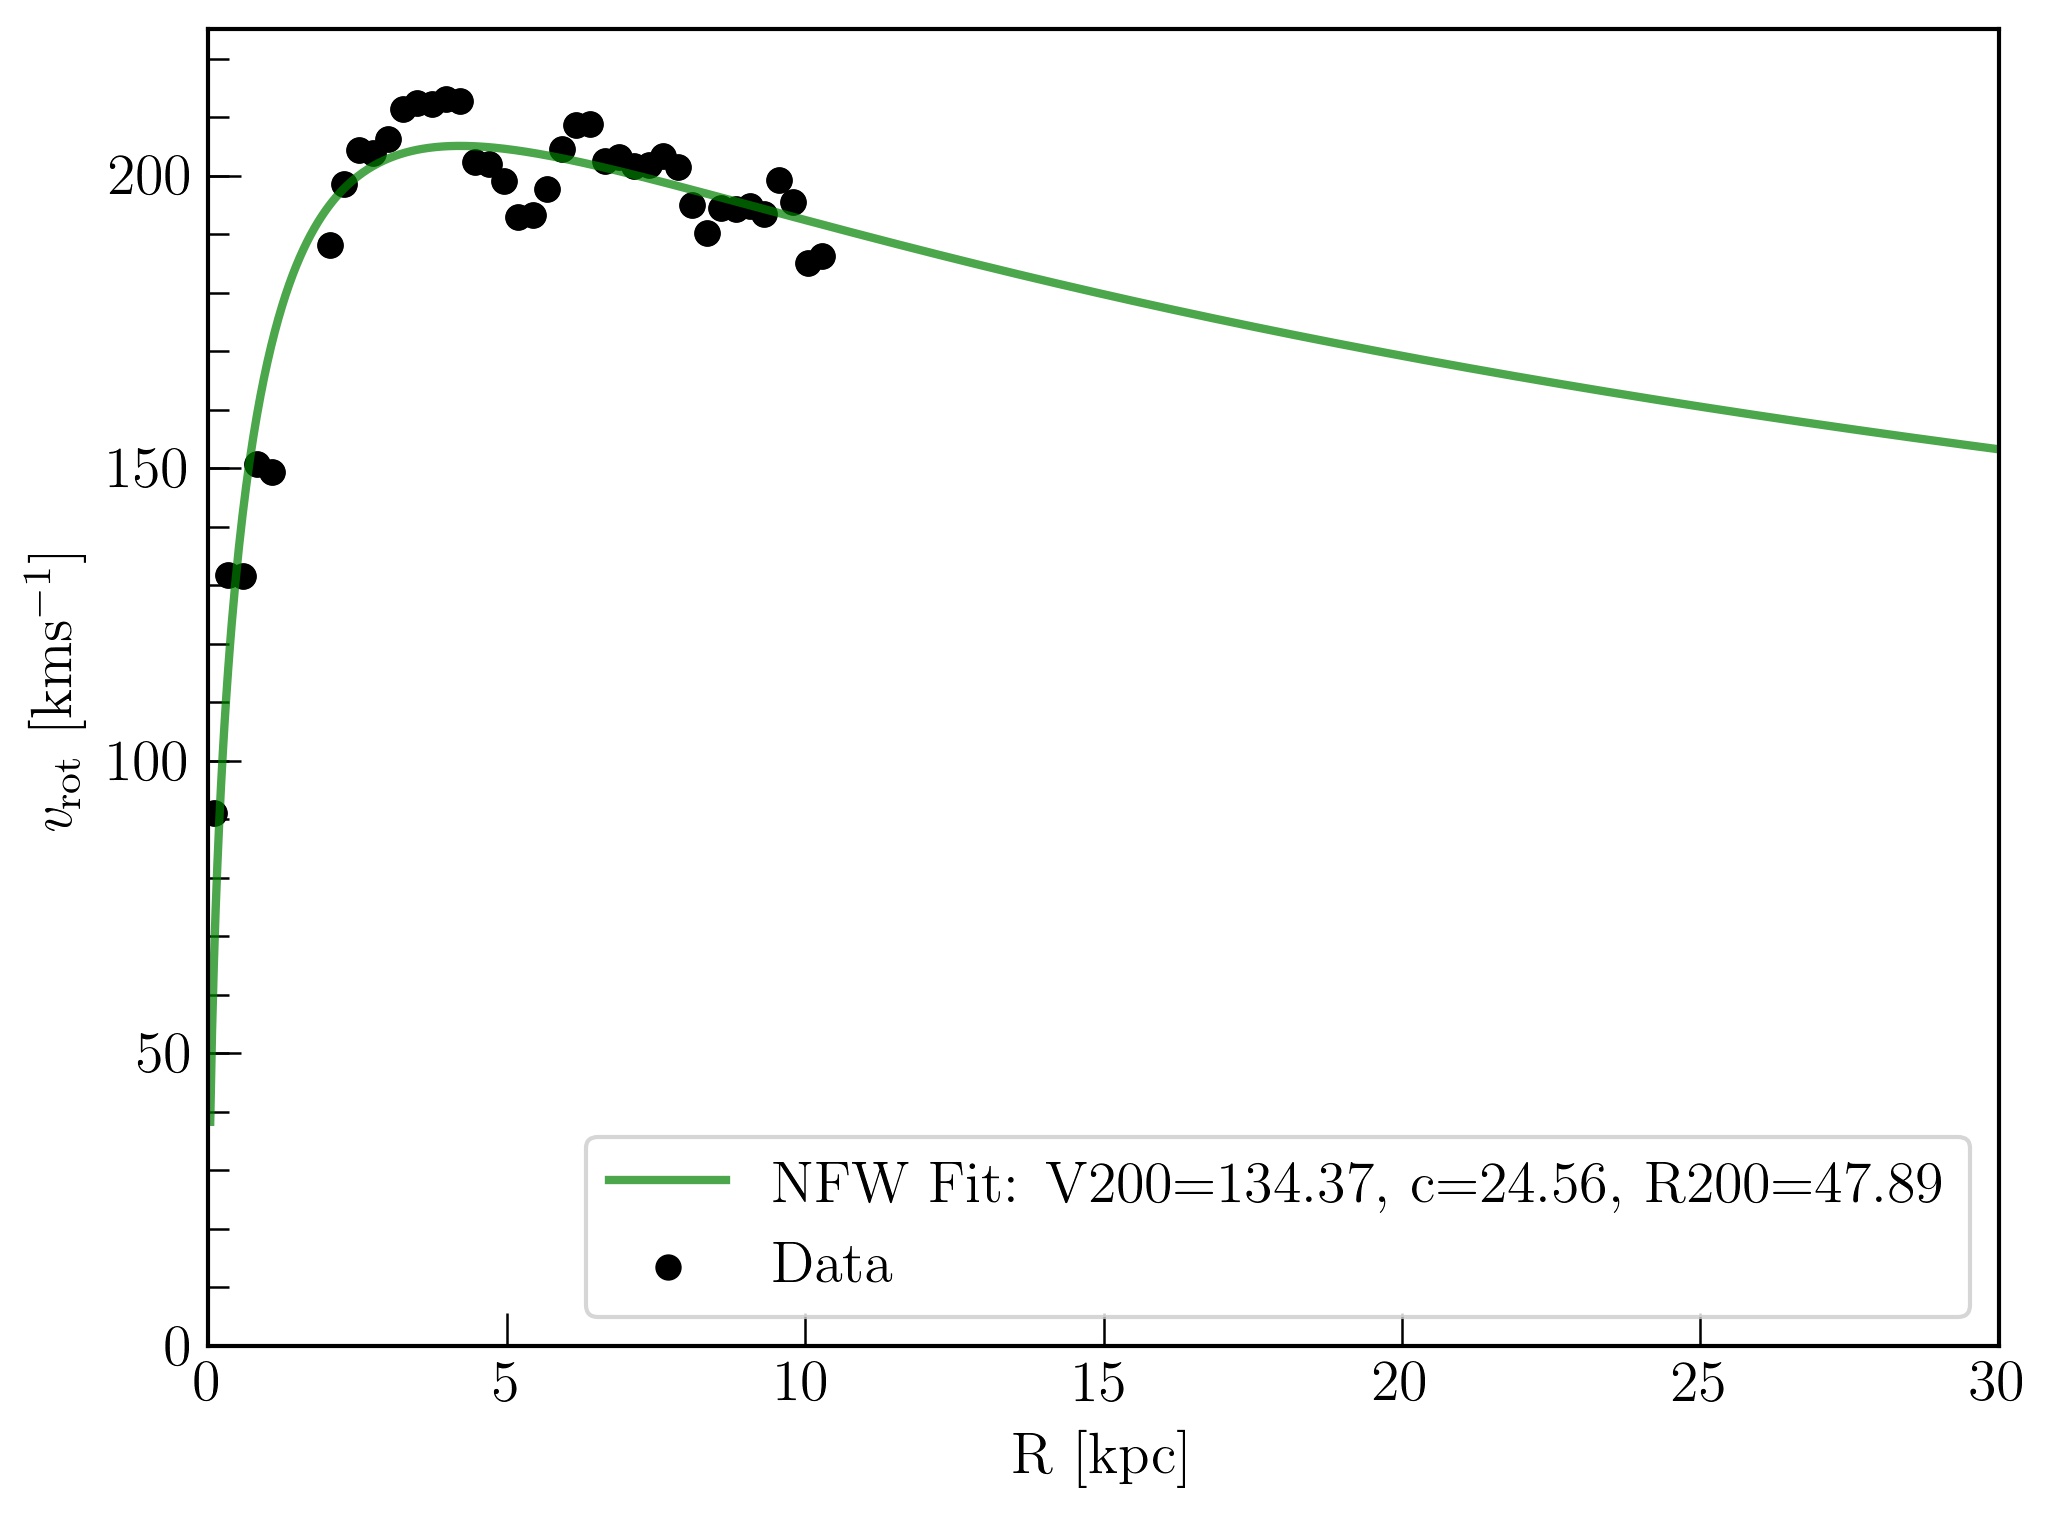 200
150
100
50
0
v_rot [kms⁻¹]
NFW Fit: V200=134.37, c=24.56, R200=47.89
Data
0 5 10 15 20 25 30
R [kpc]